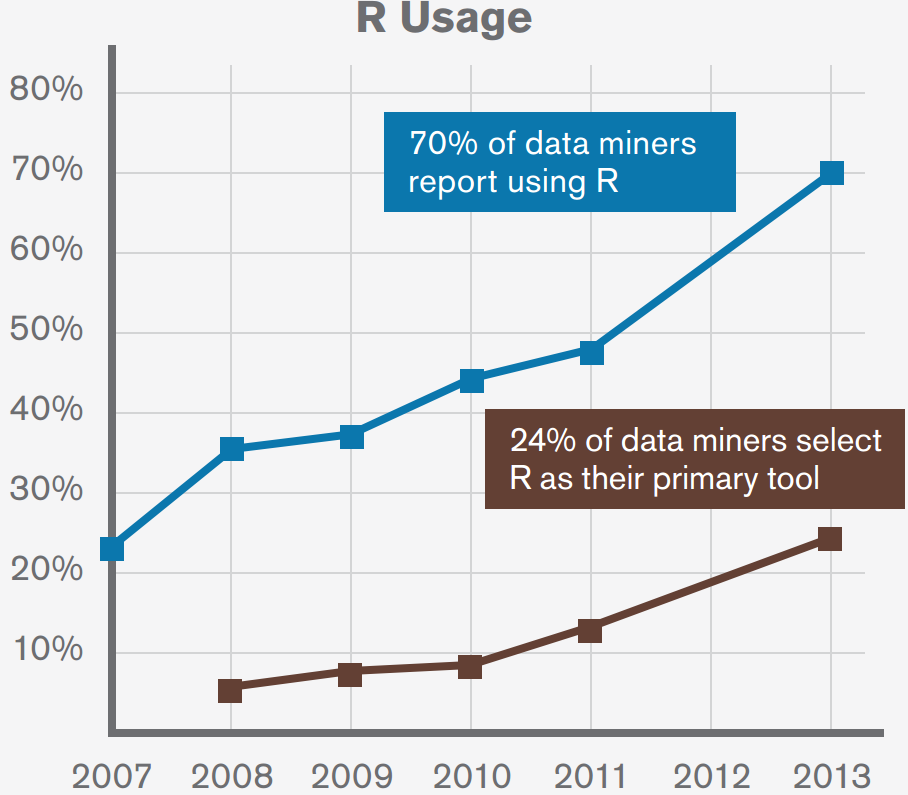 R Usage
80%
70%
60%
50%
40%
30%
20%
10%
70% of data miners
report using R
24% of data miners select
R as their primary tool
2007 2008 2009 2010 2011 2012 2013